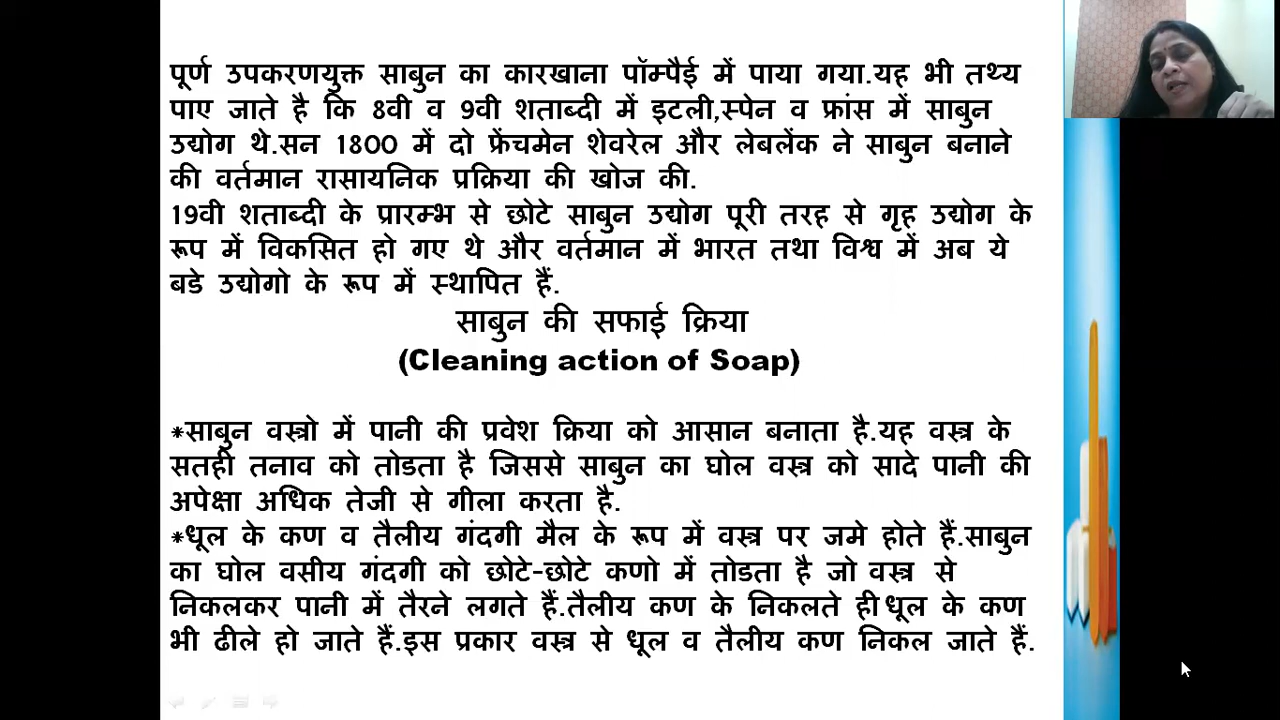 पूर्ण उपकरणयुक्त साबुन का कारखाना पॉम्पैई में पाया गया.यह भी तथ्य
पाए जाते है कि 8वी व 9वी शताब्दी में इटली,स्पेन व फ्रांस में साबुन
उद्योग थे.सन 1800 में दो फ्रेंचमेन शेवरेल और लेबलेंक ने साबुन बनाने
की वर्तमान रासायनिक प्रक्रिया की खोज की.
19वी शताब्दी के प्रारम्भ से छोटे साबुन उद्योग पूरी तरह से गृह उद्योग के
रूप में विकसित हो गए थे और वर्तमान में भारत तथा विश्व में अब ये
बडे उद्योगो के रूप में स्थापित हैं.
साबुन की सफाई क्रिया
(Cleaning action of Soap)
*साबुन वस्त्रो में पानी की प्रवेश क्रिया को आसान बनाता है.यह वस्त्र के
सतही तनाव को तोडता है जिससे साबुन का घोल वस्त्र को सादे पानी की
अपेक्षा अधिक तेजी से गीला करता है.
*धूल के कण व तैलीय गंदगी मैल के रूप में वस्त्र पर जमे होते हैं.साबुन
का घोल वसीय गंदगी को छोटे-छोटे कणो में तोडता है जो वस्त्र से
निकलकर पानी में तैरने लगते हैं.तैलीय कण के निकलते ही धूल के कण
भी ढीले हो जाते हैं.इस प्रकार वस्त्र से धूल व तैलीय कण निकल जाते हैं.